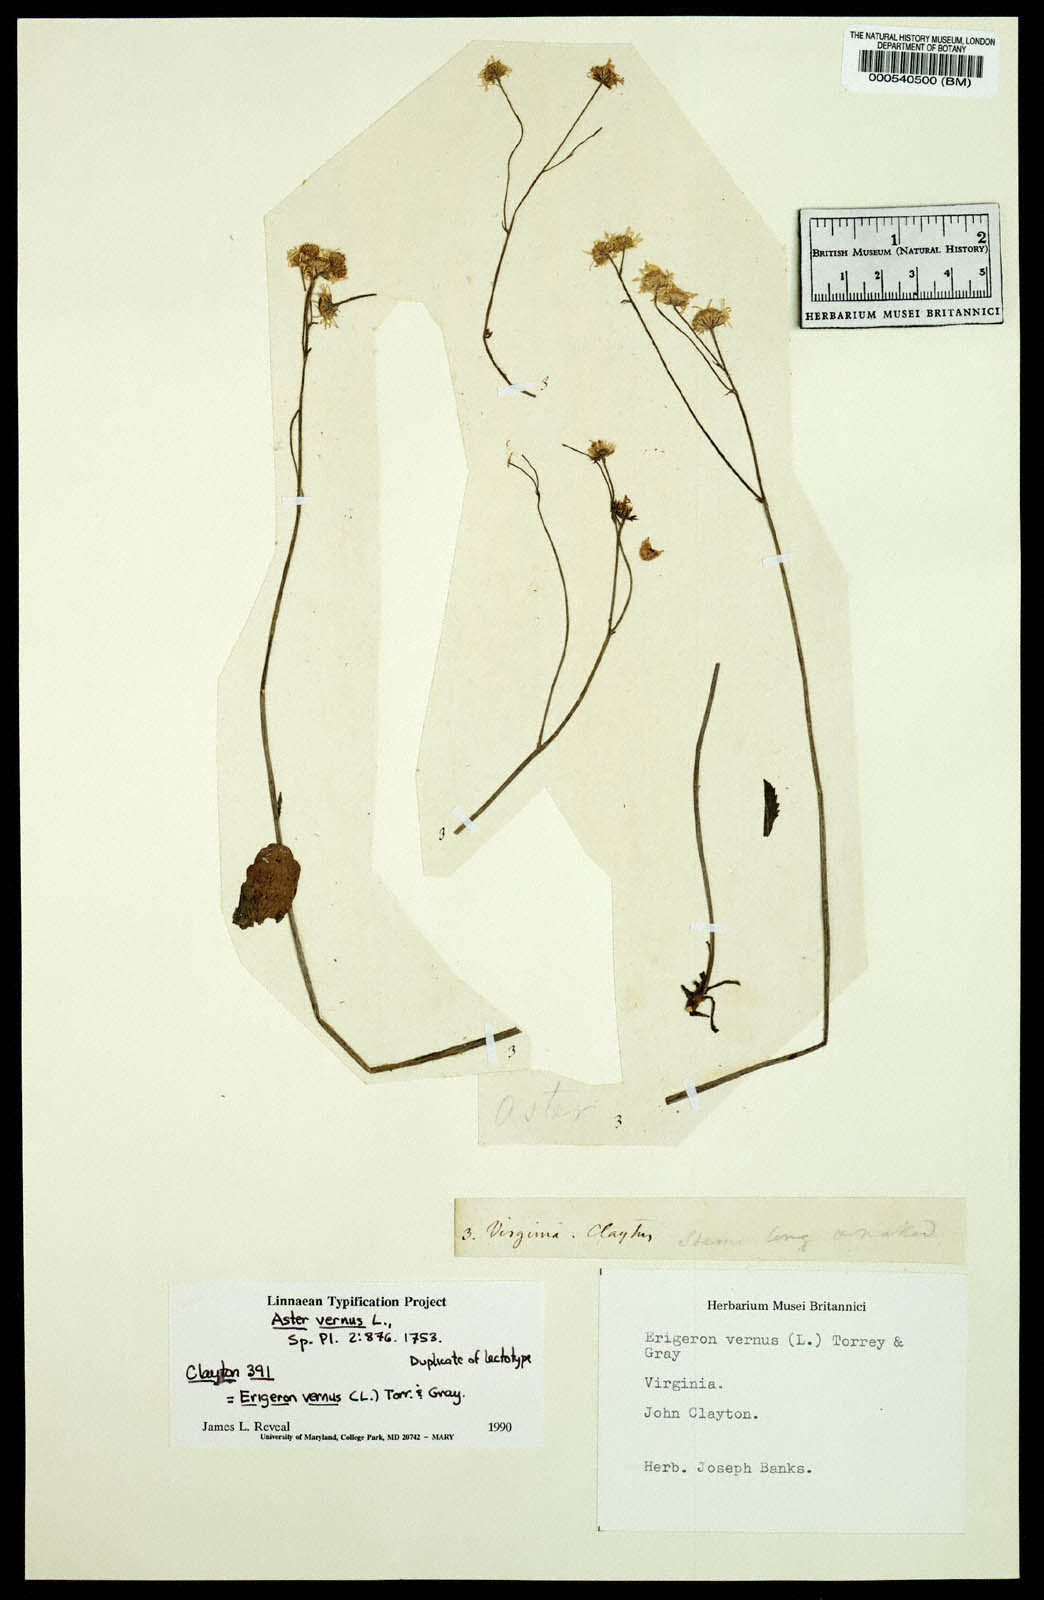 THE NATURAL HISTORY MUSEUM, LONDON
DEPARTMENT OF BOTANY
000540500 (BM)
1 2
BRITISH MUSEUM (NATURAL HISTORY)
1 2 3 4 5
HERBARIUM MUSEI BRITANNICI
3
3
3
Aster 3
3. Virginia. Stem long
Linnaean Typification Project
Aster vernus L.,
Sp. Pl. 2:876. 1753.
Duplicate of lectotype
Clayton 391
= Erigeron vernus (L.) Torr. & Gray.
James L. Reveal 1990
University of Maryland, College Park, MD 20742 – MARY
Herbarium Musei Britannici
Erigeron vernus (L.) Torrey &
Gray
Virginia.
John Clayton.
Herb. Joseph Banks.